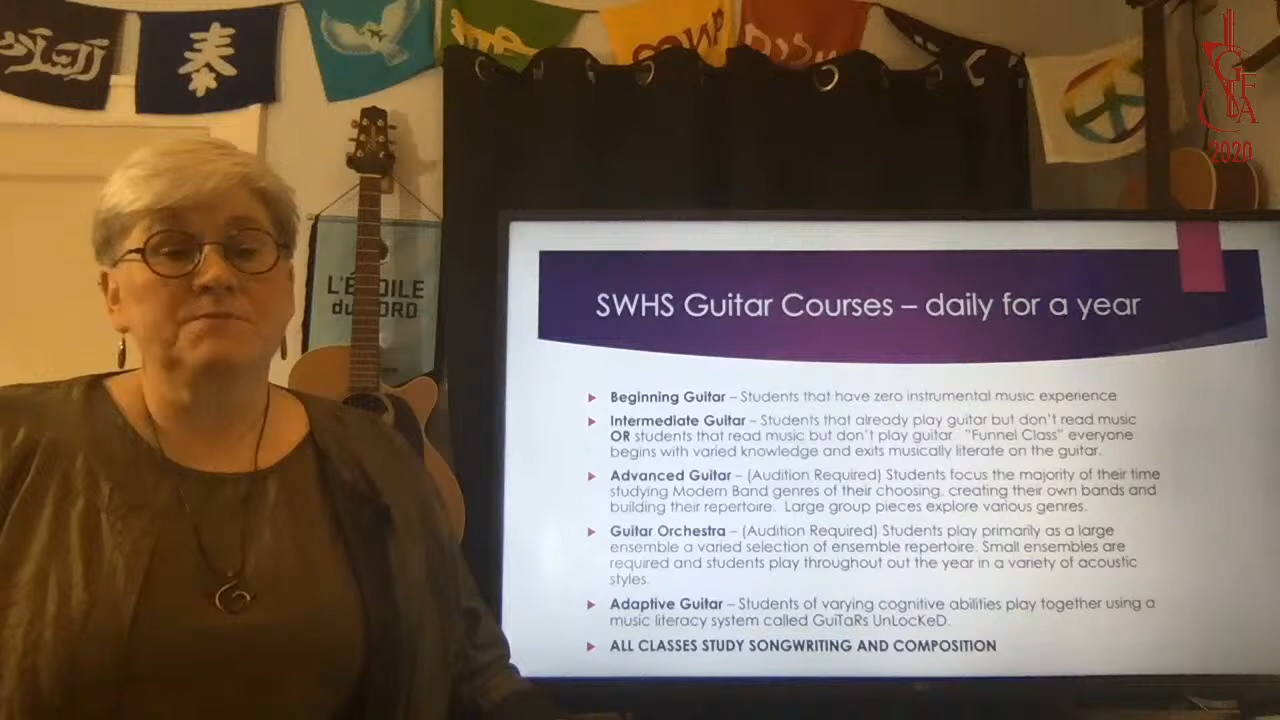 السلام
春
GFA
2020
L'ÉTOILE
du NORD
SWHS Guitar Courses – daily for a year
Beginning Guitar – Students that have zero instrumental music experience
Intermediate Guitar – Students that already play guitar but don't read music
OR students that read music but don't play guitar. "Funnel Class" everyone
begins with varied knowledge and exits musically literate on the guitar.
Advanced Guitar – (Audition Required) Students focus the majority of their time
studying Modern Band genres of their choosing, creating their own bands and
building their repertoire. Large group pieces explore various genres.
Guitar Orchestra – (Audition Required) Students play primarily as a large
ensemble a varied selection of ensemble repertoire. Small ensembles are
required and students play throughout out the year in a variety of acoustic
styles.
Adaptive Guitar – Students of varying cognitive abilities play together using a
music literacy system called GuiTaRs UnLocKeD.
ALL CLASSES STUDY SONGWRITING AND COMPOSITION